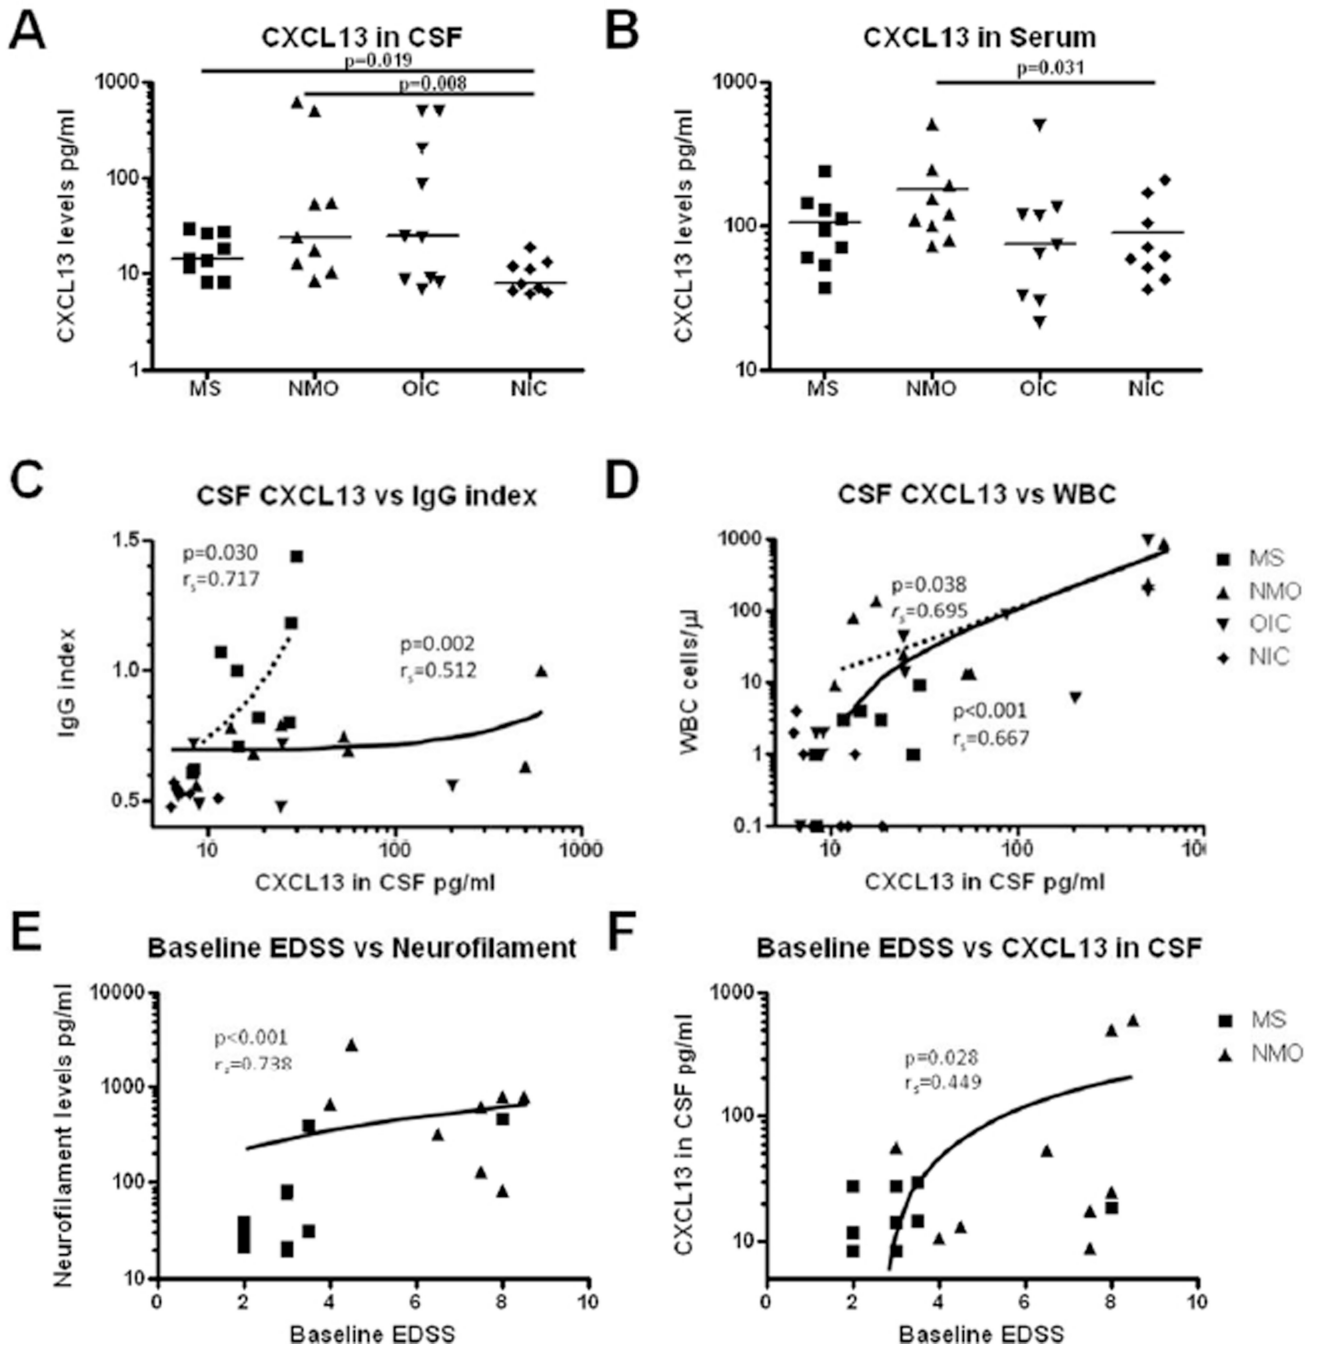 A
CXCL13 in CSF
p=0.019
p=0.008
CXCL13 levels pg/ml
1000
100
10
1
MS NMO OIC NIC
B
CXCL13 in Serum
p=0.031
CXCL13 levels pg/ml
1000
100
10
MS NMO OIC NIC
C
CSF CXCL13 vs IgG index
p=0.030
rs=0.717
p=0.002
rs=0.512
IgG index
1.5
1.0
0.5
10 100 1000
CXCL13 in CSF pg/ml
D
CSF CXCL13 vs WBC
p=0.038
rs=0.695
p<0.001
rs=0.667
WBC cells/µl
1000
100
10
1
0.1
10 100 10
CXCL13 in CSF pg/ml
MS
NMO
OIC
NIC
E
Baseline EDSS vs Neurofilament
p<0.001
rs=0.738
Neurofilament levels pg/ml
10000
1000
100
10
0 2 4 6 8 10
Baseline EDSS
F
Baseline EDSS vs CXCL13 in CSF
p=0.028
rs=0.449
CXCL13 in CSF pg/ml
1000
100
10
0 2 4 6 8 10
Baseline EDSS
MS
NMO